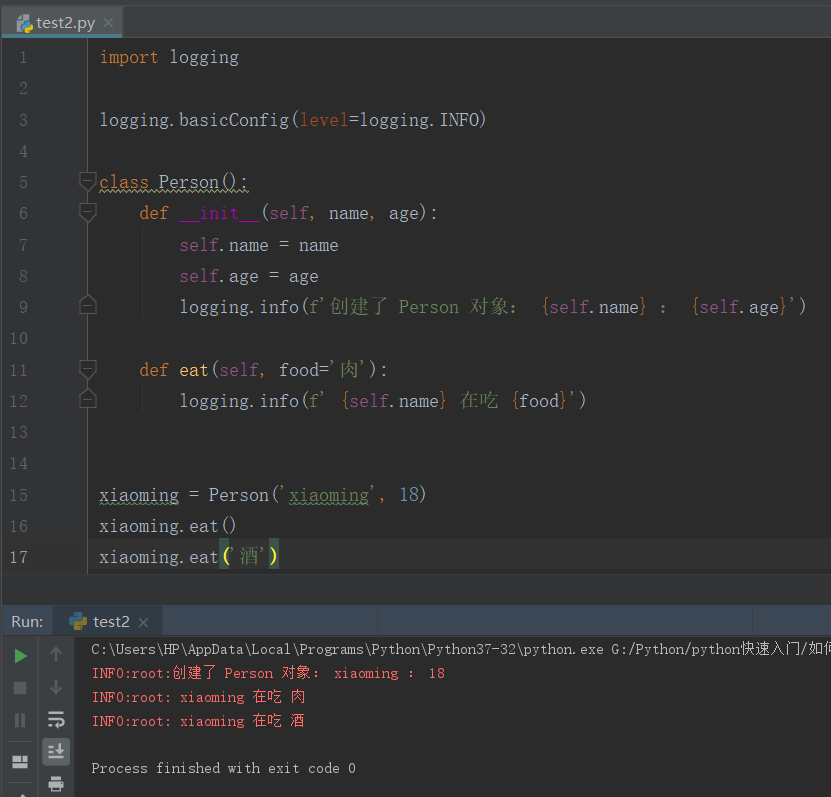 test2.py
1 import logging
2
3 logging.basicConfig(level=logging.INFO)
4
5 class Person():
6     def __init__(self, name, age):
7         self.name = name
8         self.age = age
9         logging.info(f'创建了 Person 对象： {self.name} ： {self.age}')
10
11     def eat(self, food='肉'):
12         logging.info(f' {self.name} 在吃 {food}')
13
14
15 xiaoming = Person('xiaoming', 18)
16 xiaoming.eat()
17 xiaoming.eat('酒')
Run: test2
C:\Users\HP\AppData\Local\Programs\Python\Python37-32\python.exe G:/Python/python快速入门/如何
INFO:root:创建了 Person 对象： xiaoming ： 18
INFO:root: xiaoming 在吃 肉
INFO:root: xiaoming 在吃 酒
Process finished with exit code 0